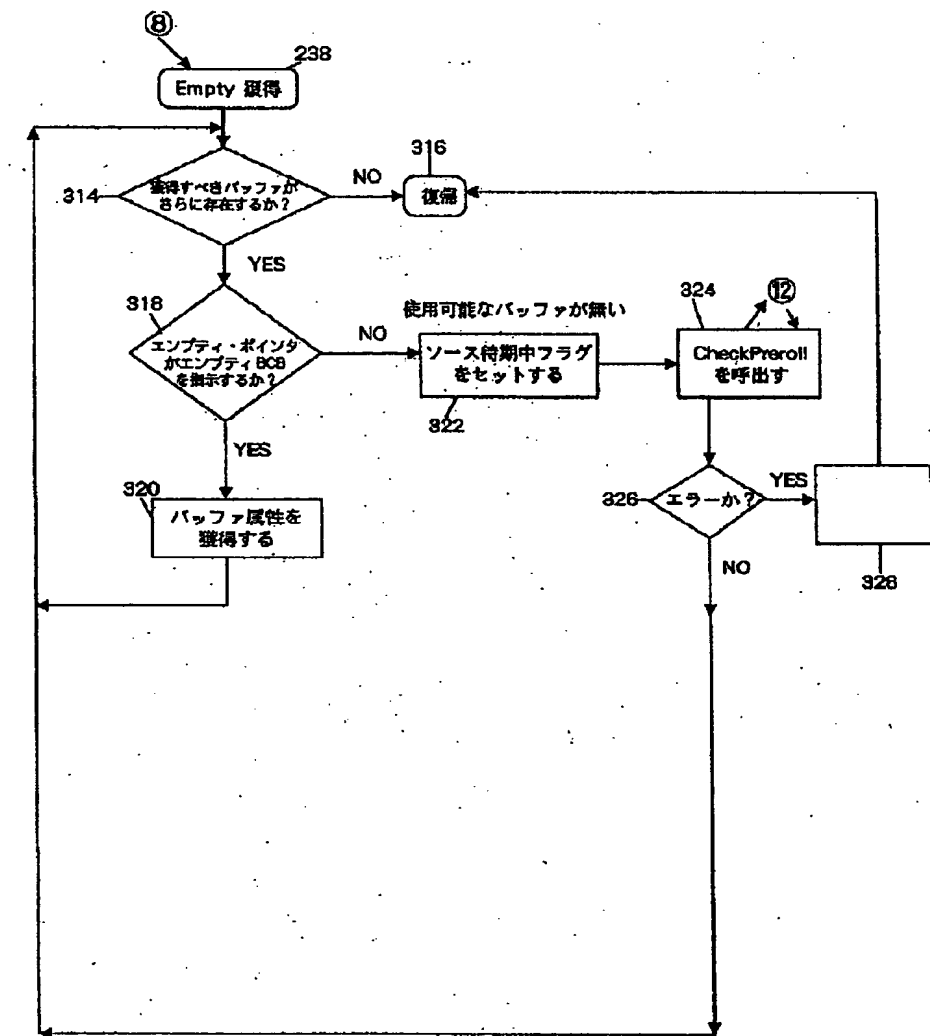 ⑧
238
Empty 獲得
316
314
獲得すべきバッファが
さらに存在するか?
NO
復帰
YES
318
エンプティ・ポインタ
がエンプティBCB
を指示するか?
NO
使用可能なバッファが無い
ソース待期中フラグ
をセットする
322
324
⑫
CheckPreroll
を呼出す
YES
320
バッファ属性を
獲得する
326
エラーか?
YES
328
NO